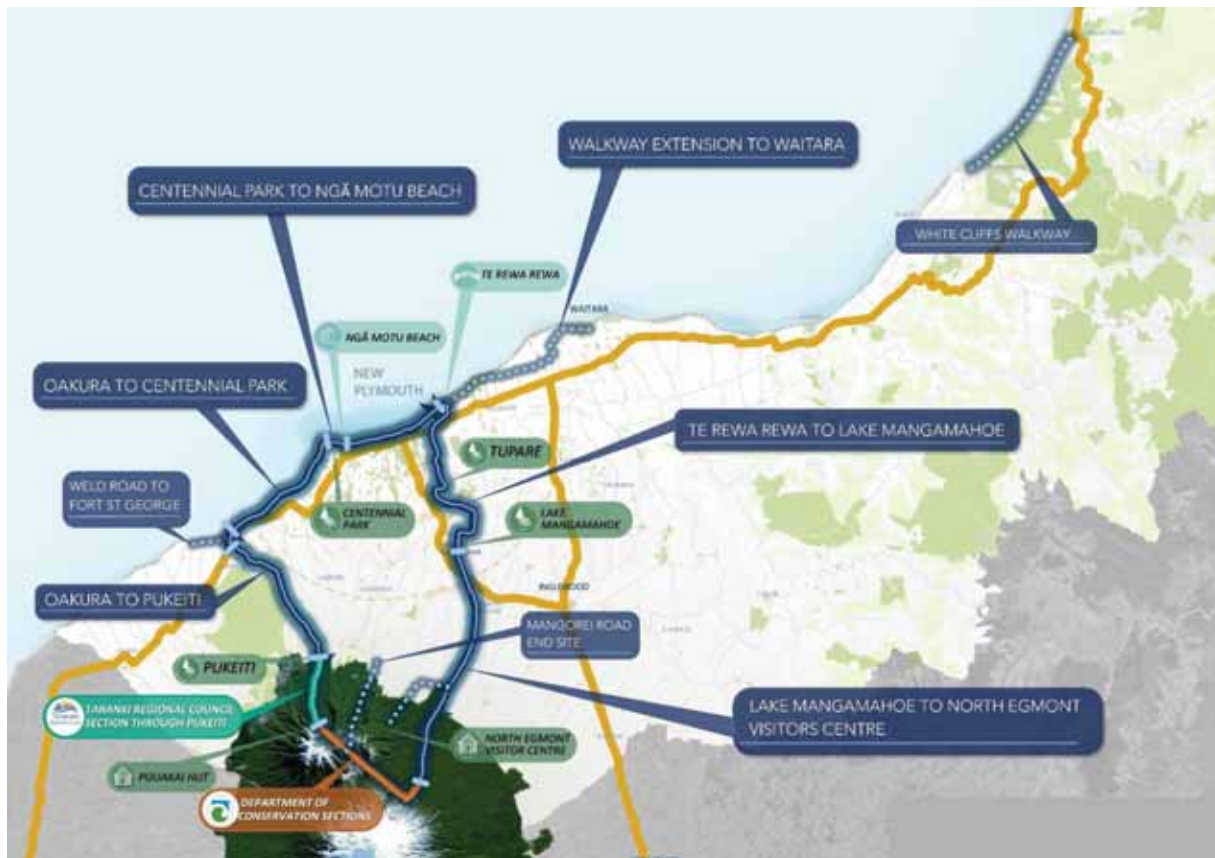 WALKWAY EXTENSION TO WAITARA
CENTENNIAL PARK TO NGĀ MOTU BEACH
WHITE CLIFFS WALKWAY
TE REWA REWA
WAITARA
NGĀ MOTU BEACH
NEW
PLYMOUTH
OAKURA TO CENTENNIAL PARK
TE REWA REWA TO LAKE MANGAMAHOE
TUPARE
WELD ROAD TO
FORT ST GEORGE
CENTENNIAL
PARK
LAKE
MANGAMAHOE
OAKURA TO PUKEITI
INGLEWOOD
MANGOREI ROAD
END SITE
PUKEITI
TARANAKI REGIONAL COUNCIL
SECTION THROUGH PUKEITI
LAKE MANGAMAHOE TO NORTH EGMONT
VISITORS CENTRE
NORTH EGMONT
VISITOR CENTRE
POUAKAI HUT
DEPARTMENT OF
CONSERVATION SECTIONS